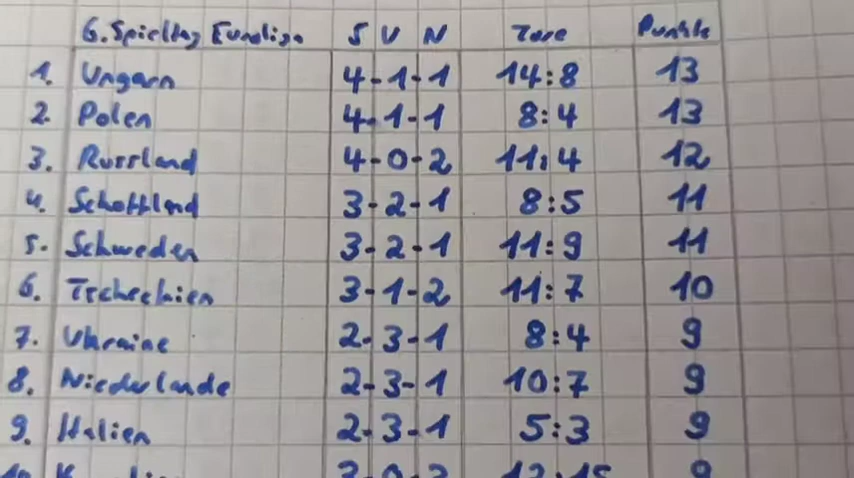 6. Spieltag Euroliga S U N Tore Punkte
1. Ungarn 4-1-1 14:8 13
2. Polen 4-1-1 8:4 13
3. Russland 4-0-2 11:4 12
4. Schottland 3-2-1 8:5 11
5. Schweden 3-2-1 11:9 11
6. Tschechien 3-1-2 11:7 10
7. Ukraine 2-3-1 8:4 9
8. Niederlande 2-3-1 10:7 9
9. Italien 2-3-1 5:3 9
10. 9